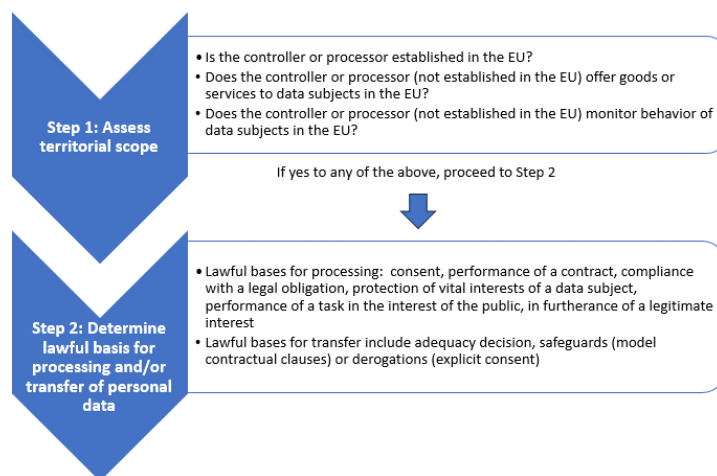 • Is the controller or processor established in the EU?
• Does the controller or processor (not established in the EU) offer goods or
services to data subjects in the EU?
• Does the controller or processor (not established in the EU) monitor behavior of
data subjects in the EU?
Step 1: Assess
territorial scope
If yes to any of the above, proceed to Step 2
• Lawful bases for processing:  consent, performance of a contract, compliance
with a legal obligation, protection of vital interests of a data subject,
performance of a task in the interest of the public, in furtherance of a legitimate
interest
• Lawful bases for transfer include adequacy decision, safeguards (model
contractual clauses) or derogations (explicit consent)
Step 2: Determine
lawful basis for
processing and/or
transfer of personal
data